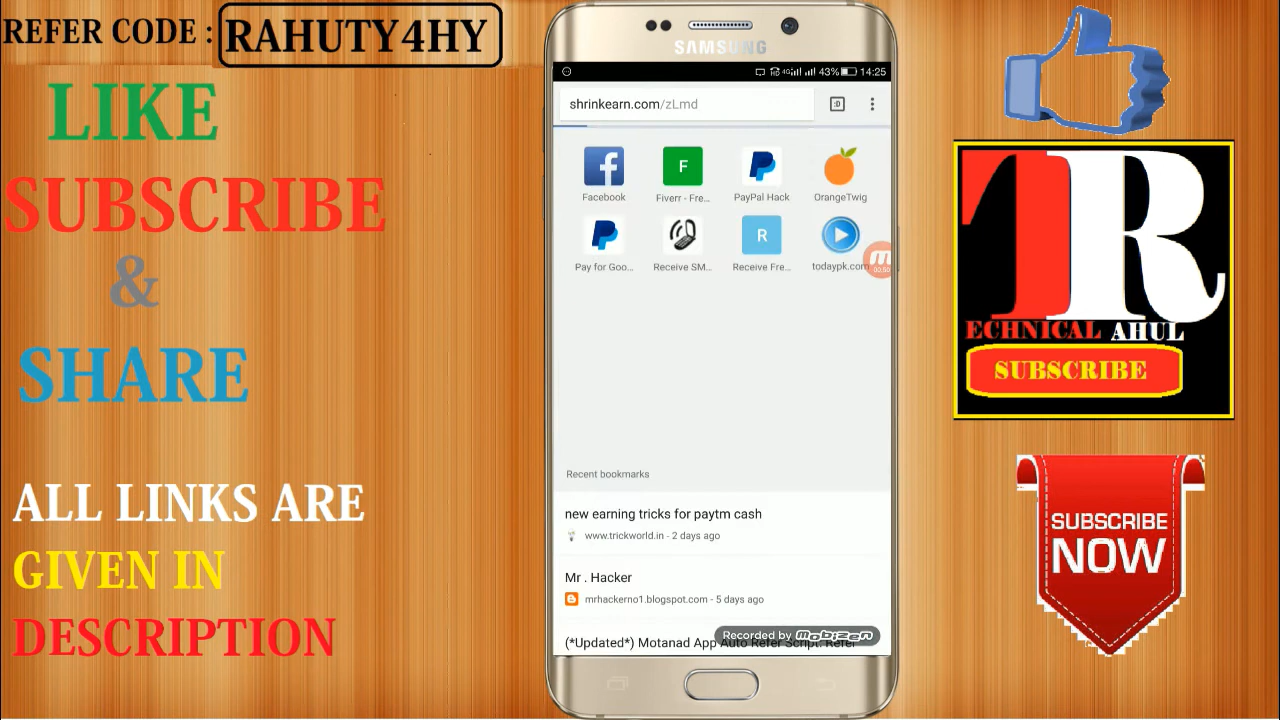 REFER CODE : RAHUTY4HY
LIKE
SUBSCRIBE
&
SHARE
ALL LINKS ARE
GIVEN IN
DESCRIPTION
SAMSUNG
4G 43% 14:25
shrinkearn.com/zLmd
:D
F
Facebook
Fiverr - Fre...
PayPal Hack
OrangeTwig
R
Pay for Goo...
Receive SM...
Receive Fre...
todaypk.com
00:50
Recent bookmarks
new earning tricks for paytm cash
www.trickworld.in - 2 days ago
Mr . Hacker
mrhackerno1.blogspot.com - 5 days ago
(*Updated*) Motanad App Auto Refer Script. Refer
Recorded by Mobizen
TR
ECHNICAL AHUL
SUBSCRIBE
SUBSCRIBE
NOW